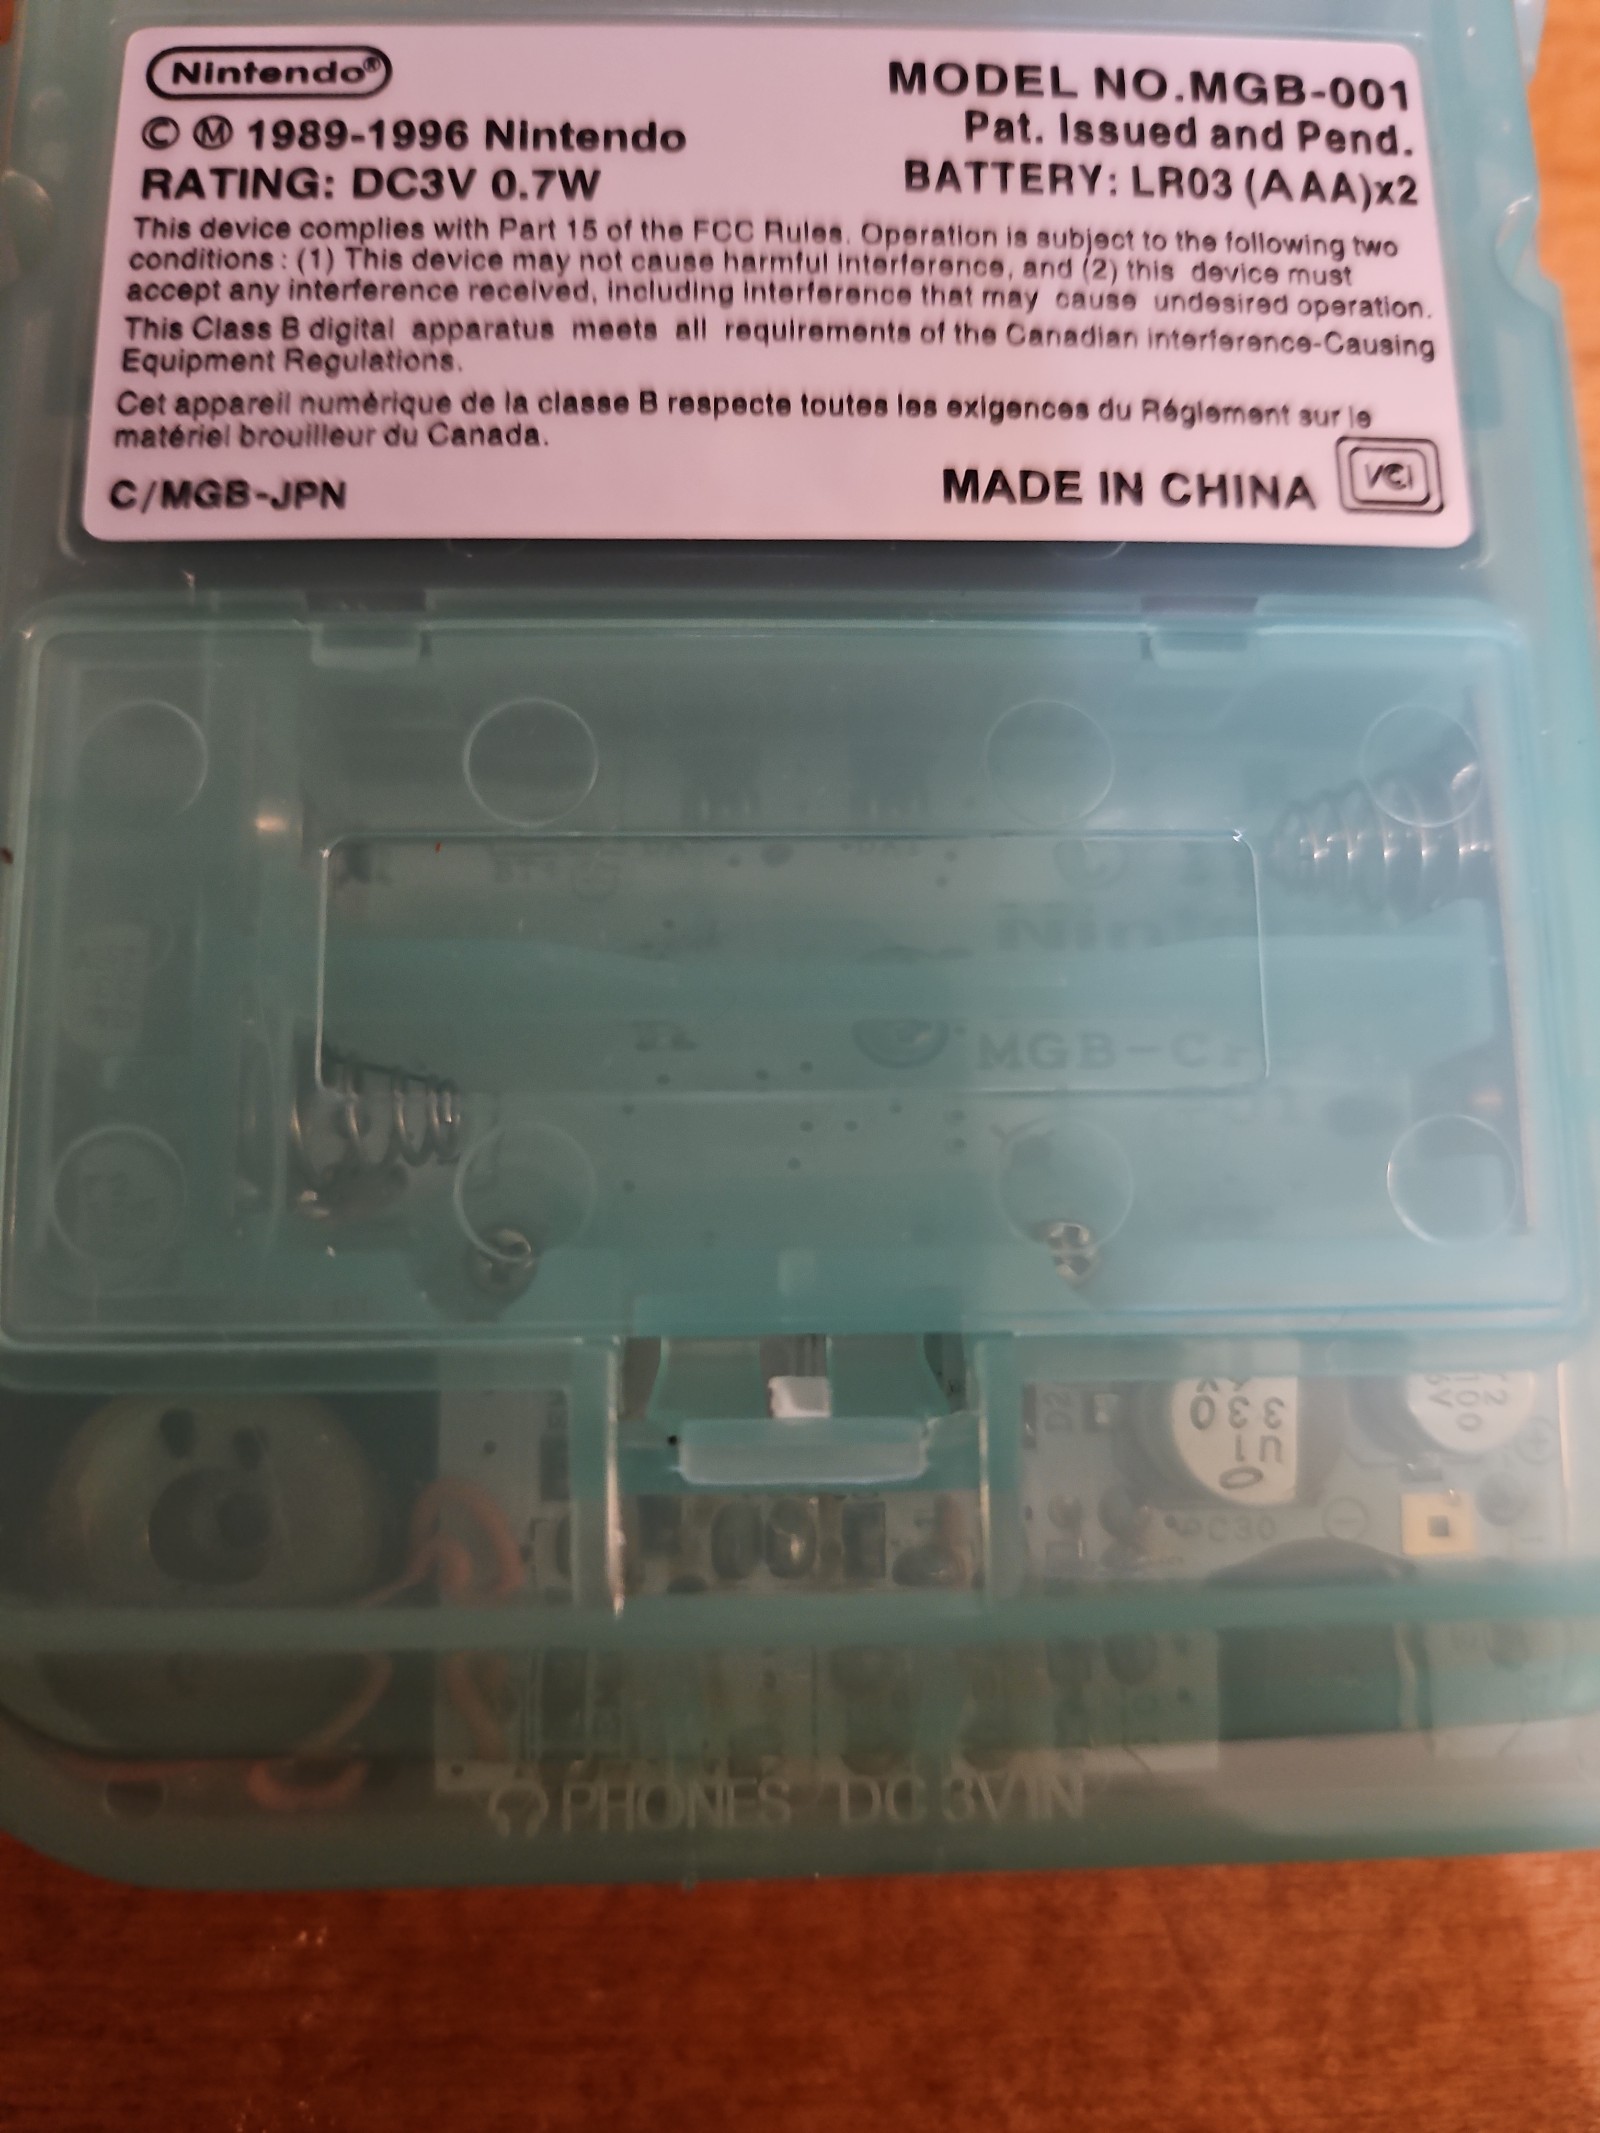 Nintendo®
MODEL NO.MGB-001
© Ⓜ 1989-1996 Nintendo
Pat. Issued and Pend.
RATING: DC3V 0.7W
BATTERY: LR03 (AAA)x2
This device complies with Part 15 of the FCC Rules. Operation is subject to the following two
conditions : (1) This device may not cause harmful interference, and (2) this device must
accept any interference received, including interference that may cause undesired operation.
This Class B digital apparatus meets all requirements of the Canadian interference-Causing
Equipment Regulations.
Cet appareil numérique de la classe B respecte toutes les exigences du Réglement sur le
matériel brouilleur du Canada.
C/MGB-JPN
MADE IN CHINA
VCI
MGB-C
330
C30
PHONES DC 3V IN